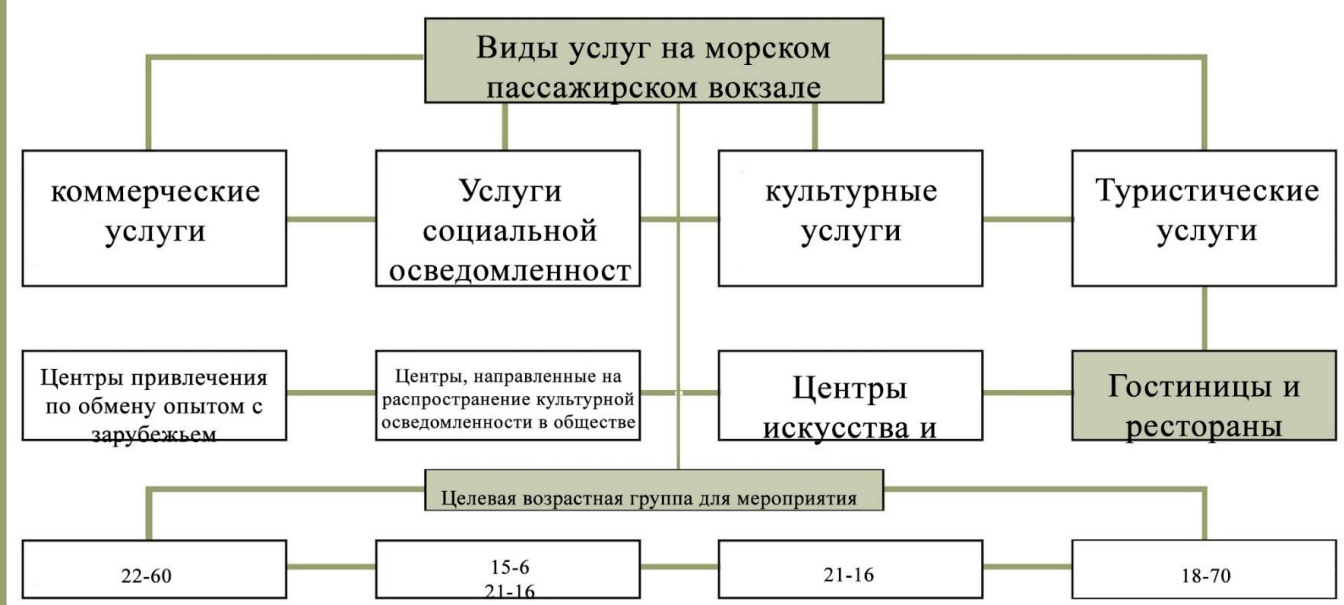 Виды услуг на морском
пассажирском вокзале
коммерческие
услуги
Услуги
социальной
осведомленност
культурные
услуги
Туристические
услуги
Центры привлечения
по обмену опытом с
зарубежьем
Центры, направленные на
распространение культурной
осведомленности в обществе
Центры
искусства и
Гостиницы и
рестораны
Целевая возрастная группа для мероприятия
22-60
15-6
21-16
21-16
18-70